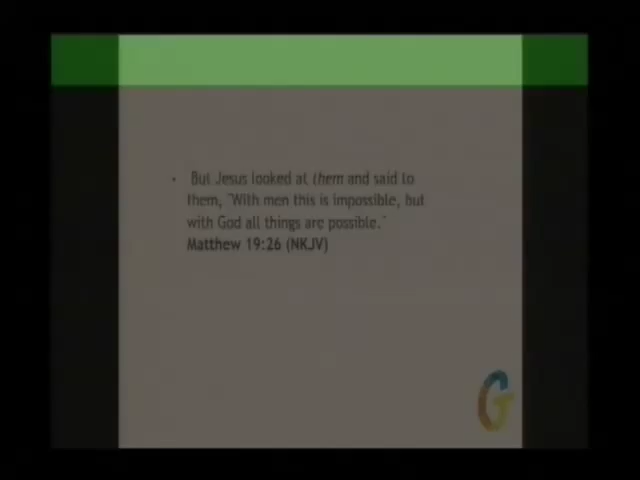 • But Jesus looked at them and said to
them, "With men this is impossible, but
with God all things are possible."
Matthew 19:26 (NKJV)
G